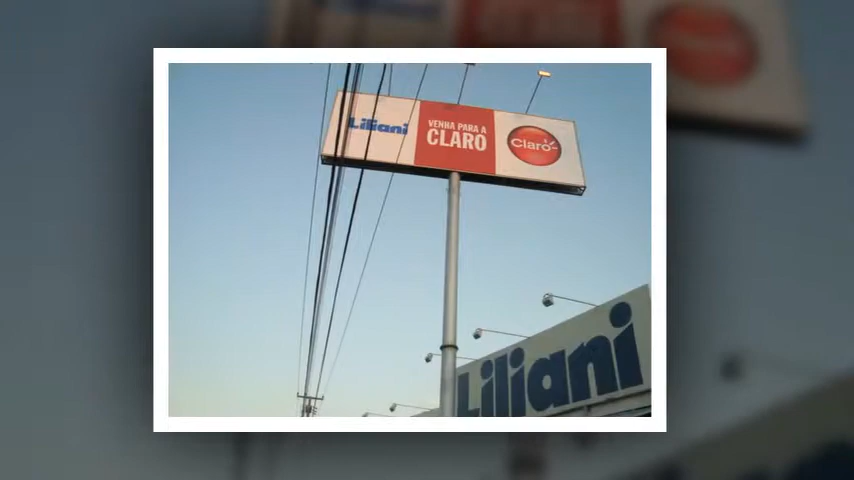 Liliani
VENHA PARA A
CLARO
Claro
Liliani